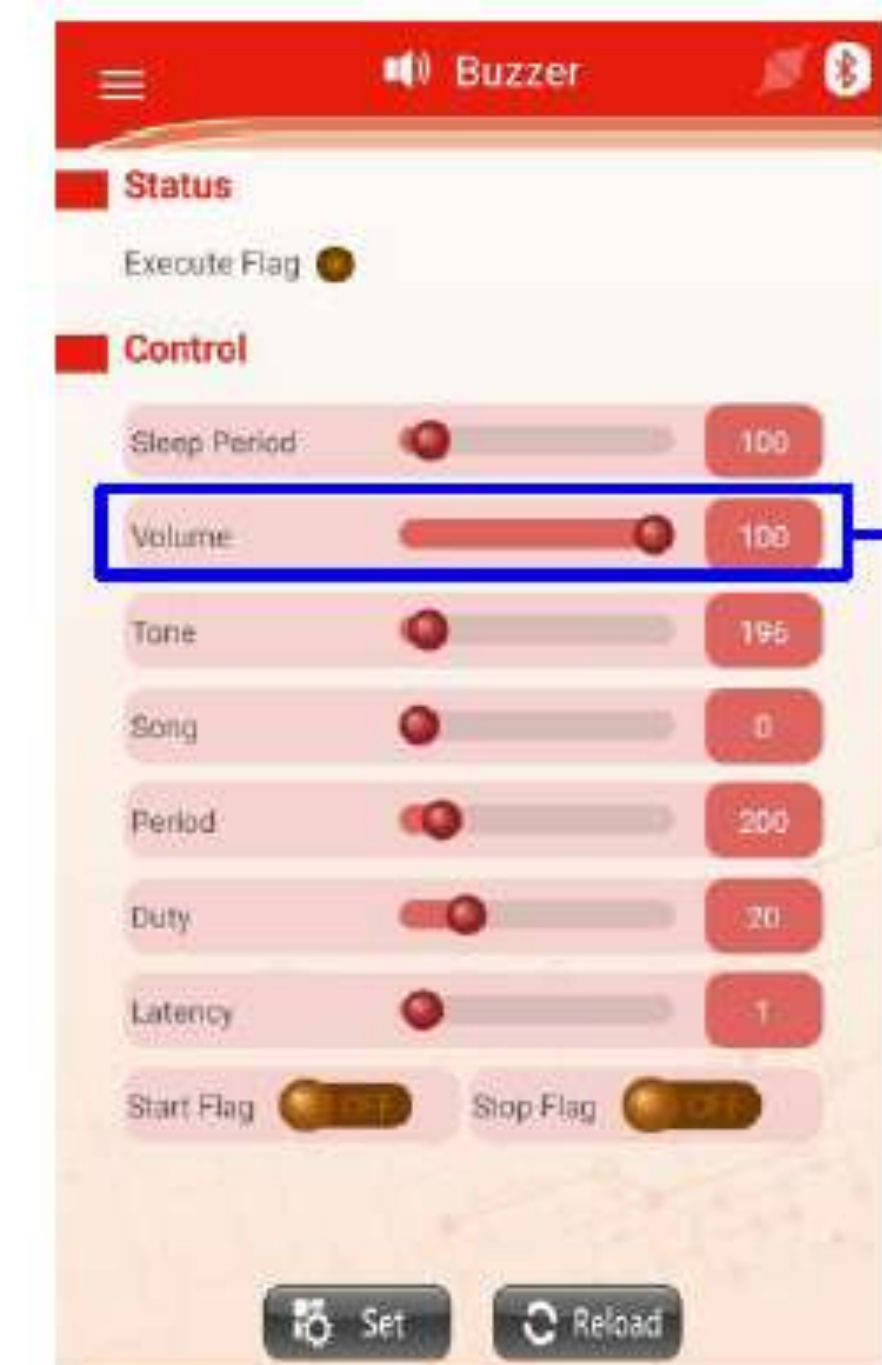 Buzzer
Status
Execute Flag
Control
Sleep Period 100
Volume 100
Tone 196
Song 0
Period 200
Duty 20
Latency 1
Start Flag Stop Flag
Set Reload